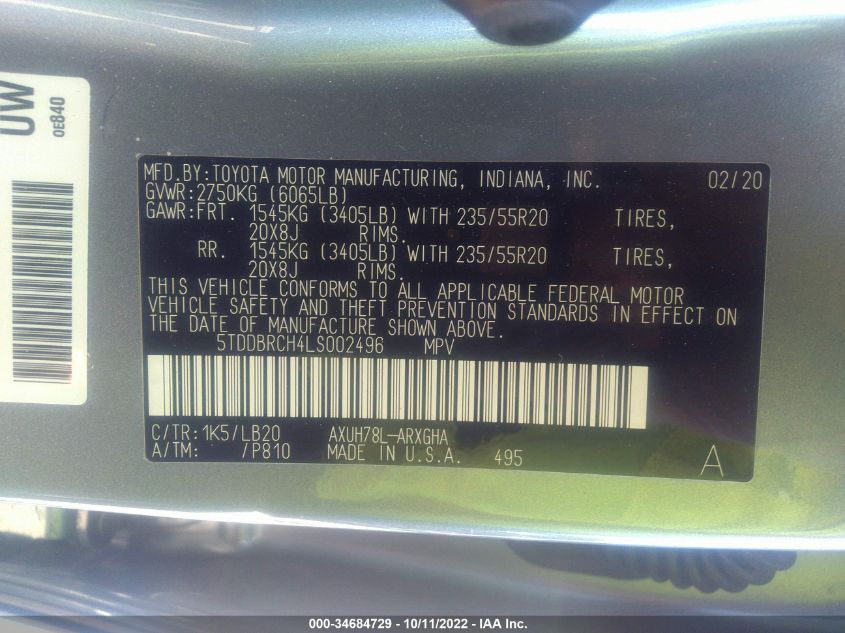 UW
0E840
MFD.BY:TOYOTA MOTOR MANUFACTURING, INDIANA, INC. 02/20
GVWR:2750KG (6065LB)
GAWR:FRT. 1545KG (3405LB) WITH 235/55R20 TIRES,
20X8J RIMS.
RR. 1545KG (3405LB) WITH 235/55R20 TIRES,
20X8J RIMS.
THIS VEHICLE CONFORMS TO ALL APPLICABLE FEDERAL MOTOR
VEHICLE SAFETY AND THEFT PREVENTION STANDARDS IN EFFECT ON
THE DATE OF MANUFACTURE SHOWN ABOVE.
5TDDBRCH4LS002496 MPV
C/TR:1K5/LB20 AXUH78L-ARXGHA
A/TM: /P810 MADE IN U.S.A. 495 A
000-34684729 - 10/11/2022 - IAA Inc.